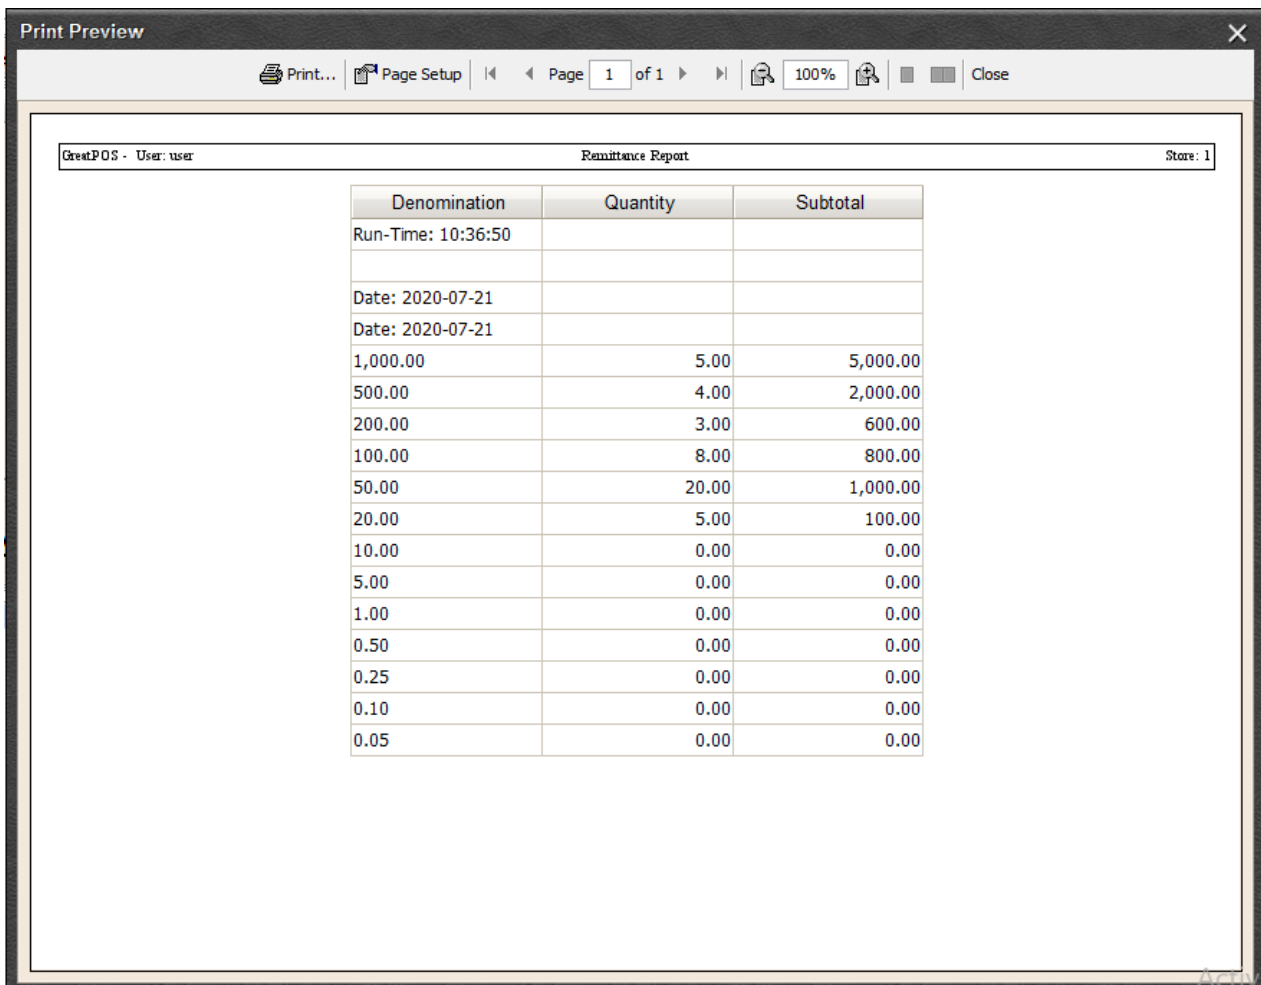 Print Preview
Print... Page Setup Page 1 of 1 100% Close
GreatPOS - User: user Remittance Report Store: 1
Denomination Quantity Subtotal
Run-Time: 10:36:50
Date: 2020-07-21
Date: 2020-07-21
1,000.00 5.00 5,000.00
500.00 4.00 2,000.00
200.00 3.00 600.00
100.00 8.00 800.00
50.00 20.00 1,000.00
20.00 5.00 100.00
10.00 0.00 0.00
5.00 0.00 0.00
1.00 0.00 0.00
0.50 0.00 0.00
0.25 0.00 0.00
0.10 0.00 0.00
0.05 0.00 0.00